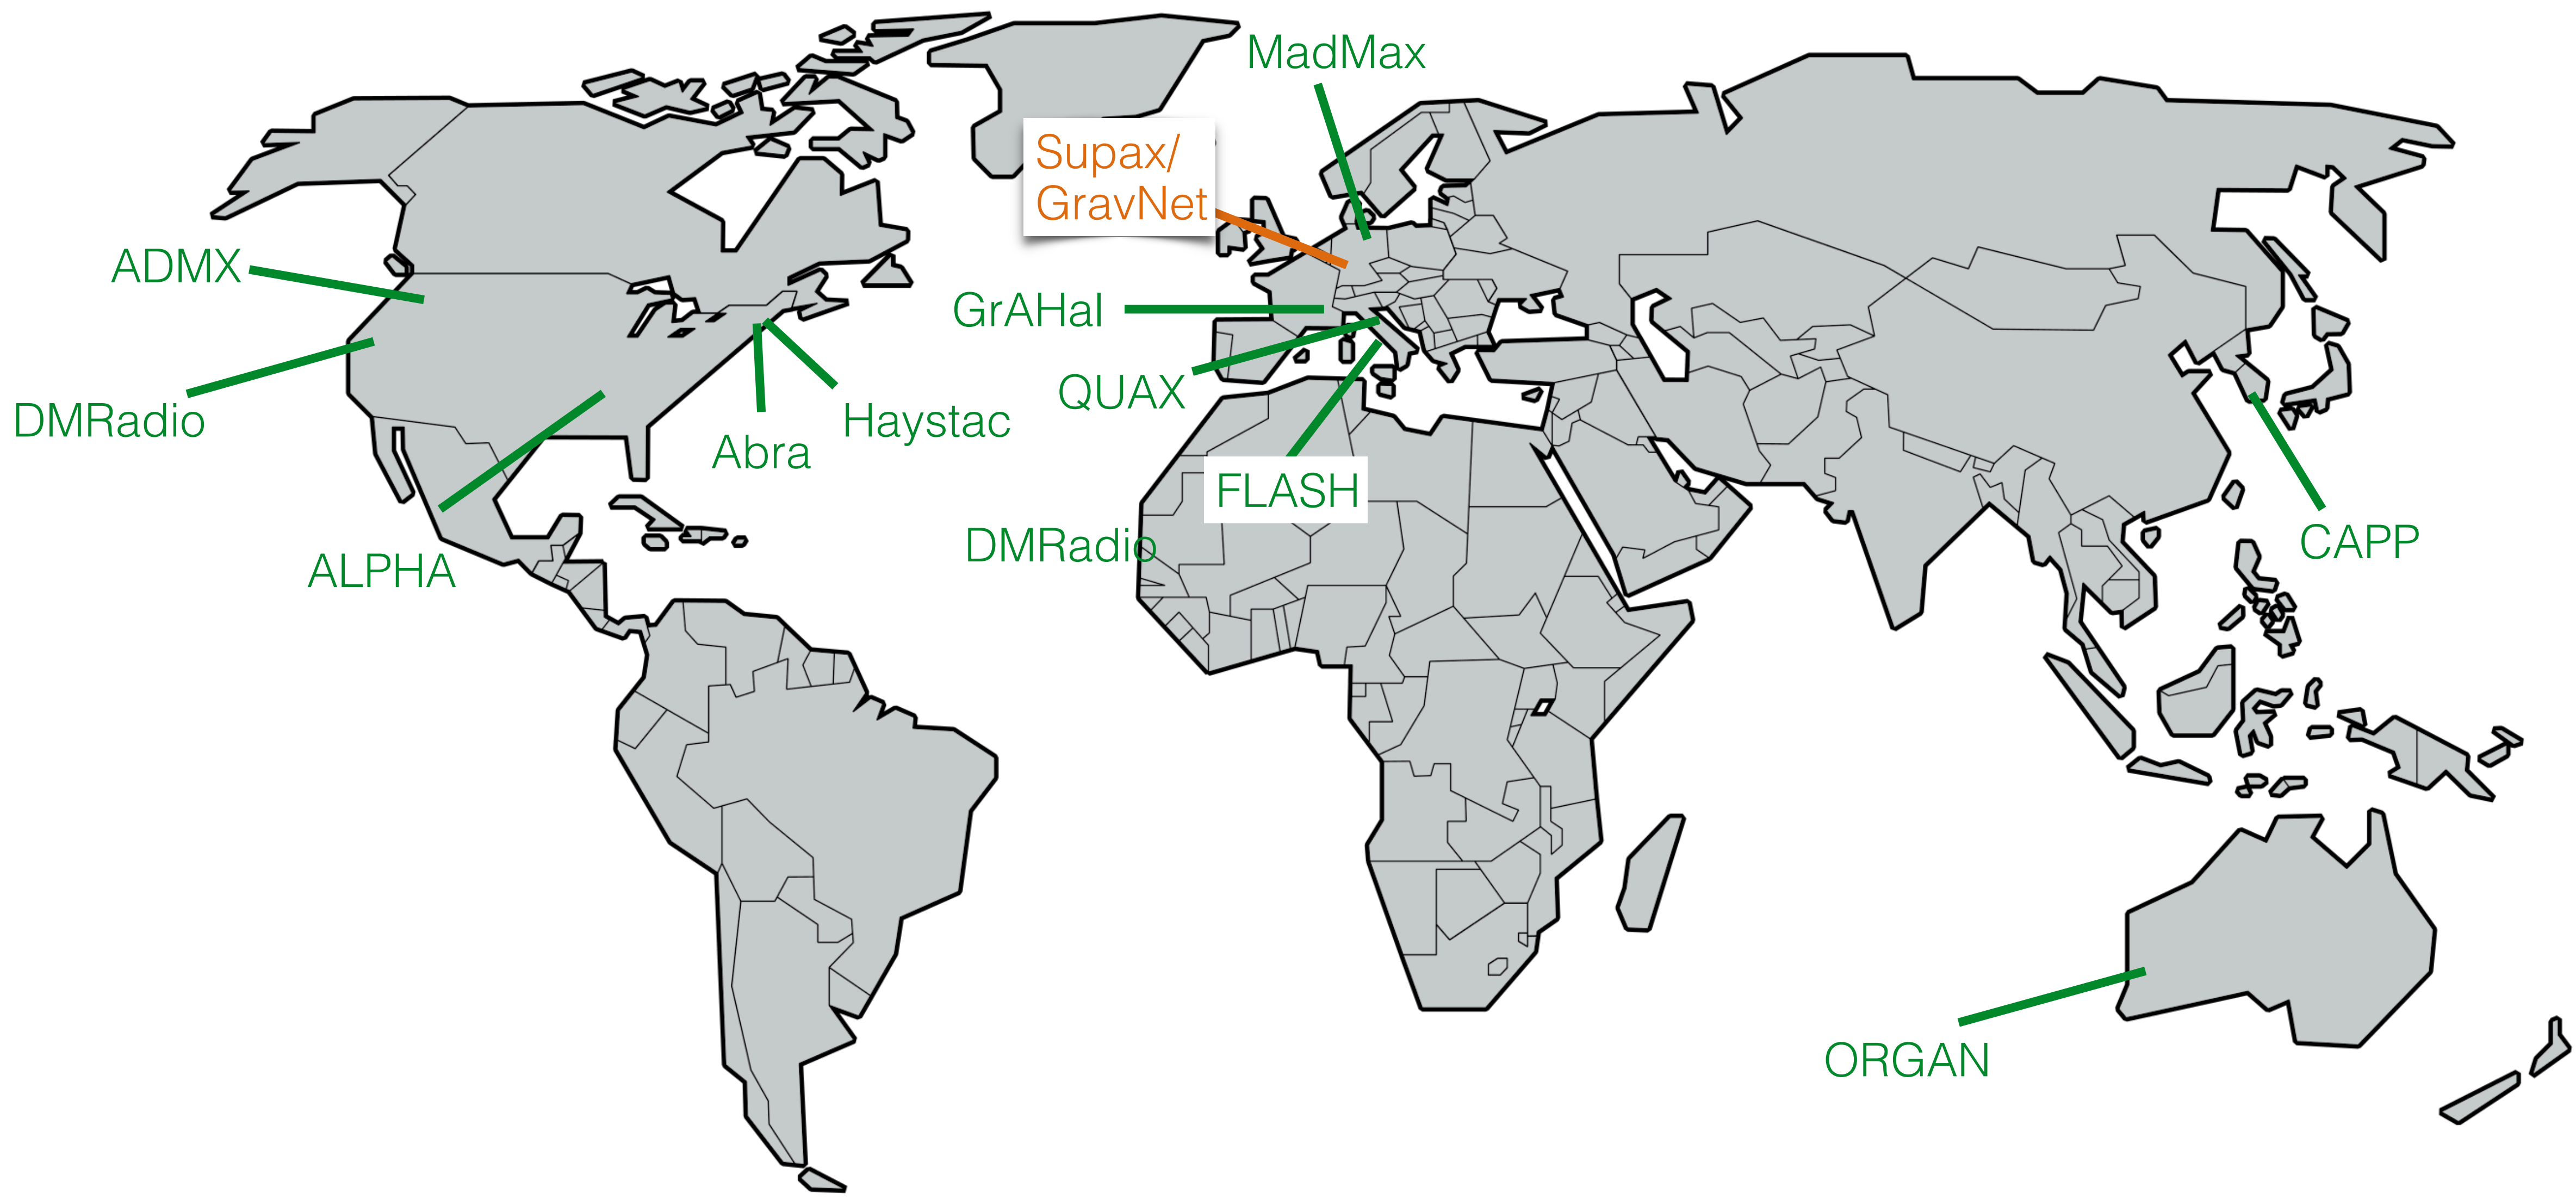 MadMax
Supax/
GravNet
ADMX
GrAHal
DMRadio
QUAX
Haystac
Abra
FLASH
DMRadio
CAPP
ALPHA
ORGAN